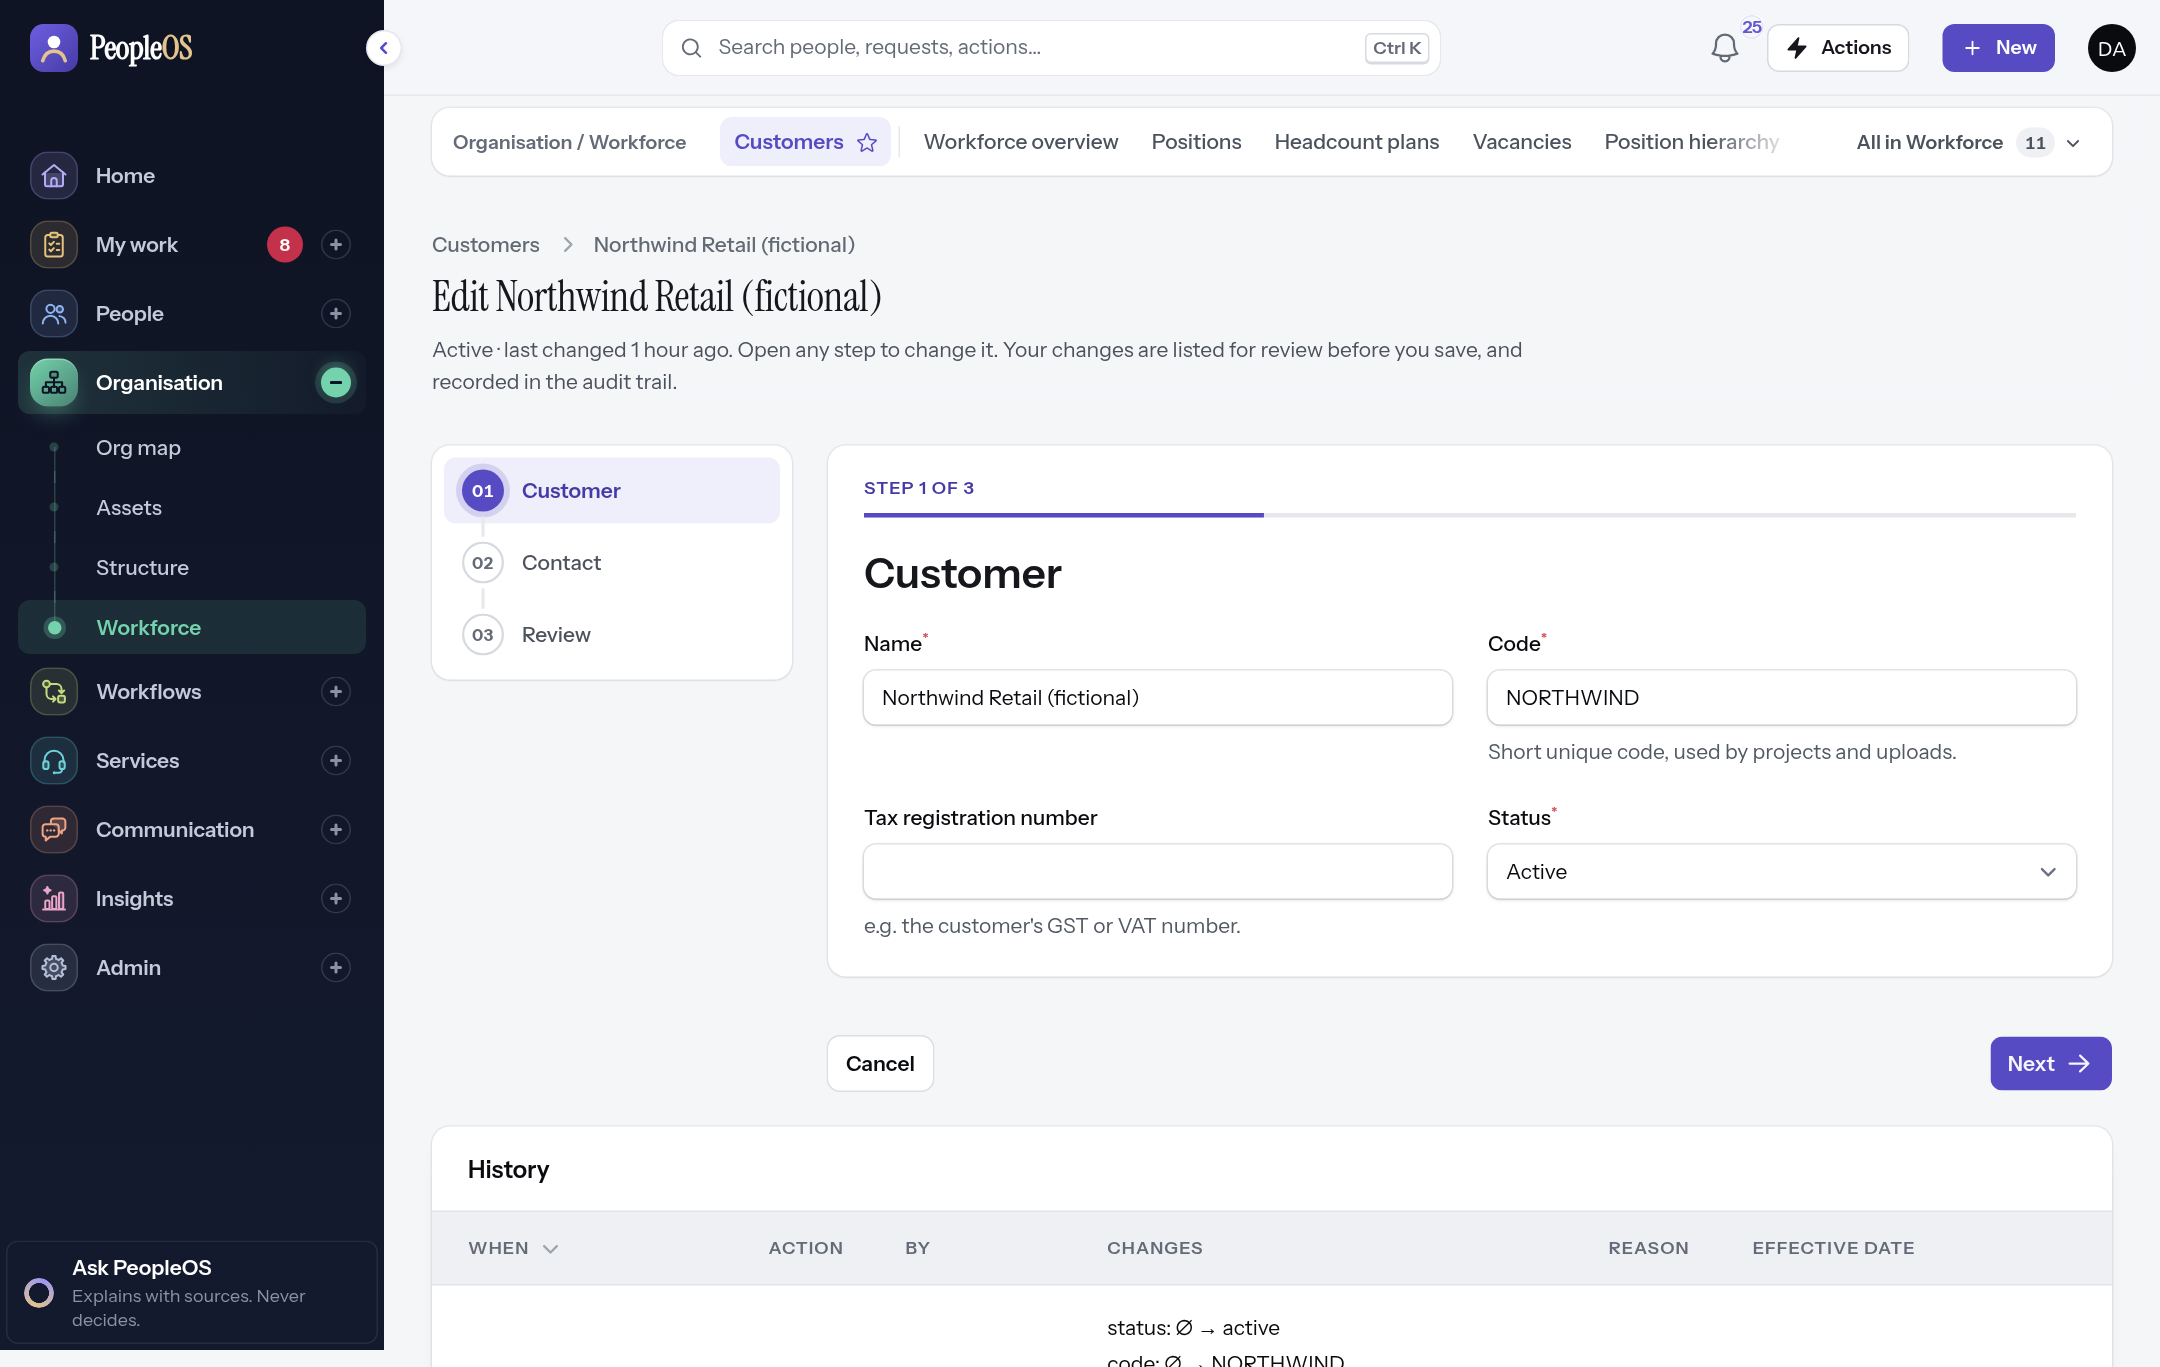 PeopleOS
Search people, requests, actions...
Ctrl K
25
Actions
New
DA
Organisation / Workforce
Customers
Workforce overview
Positions
Headcount plans
Vacancies
Position hierarchy
All in Workforce
11
Home
My work
8
People
Organisation
Org map
Assets
Structure
Workforce
Workflows
Services
Communication
Insights
Admin
Ask PeopleOS
Explains with sources. Never
decides.
Customers
Northwind Retail (fictional)
Edit Northwind Retail (fictional)
Active · last changed 1 hour ago. Open any step to change it. Your changes are listed for review before you save, and
recorded in the audit trail.
01 Customer
02 Contact
03 Review
STEP 1 OF 3
Customer
Name*
Northwind Retail (fictional)
Code*
NORTHWIND
Short unique code, used by projects and uploads.
Tax registration number
e.g. the customer's GST or VAT number.
Status*
Active
Cancel
Next
History
WHEN ACTION BY CHANGES REASON EFFECTIVE DATE
status: ∅ → active
code: ∅ → NORTHWIND